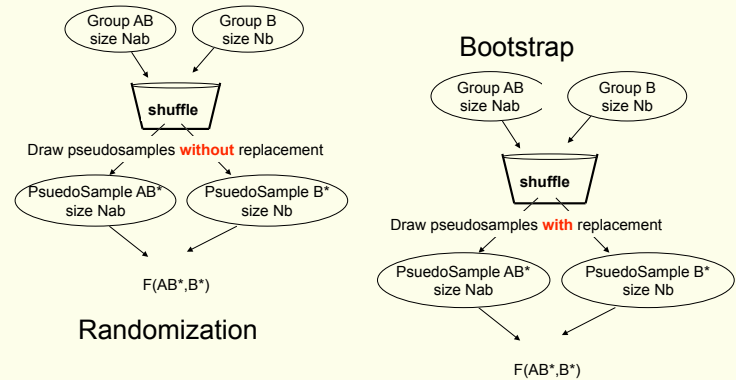 Group AB
size Nab
Group B
size Nb
shuffle
Draw pseudosamples without replacement
PsuedoSample AB*
size Nab
PsuedoSample B*
size Nb
F(AB*,B*)
Randomization
Bootstrap
Group AB
size Nab
Group B
size Nb
shuffle
Draw pseudosamples with replacement
PsuedoSample AB*
size Nab
PsuedoSample B*
size Nb
F(AB*,B*)